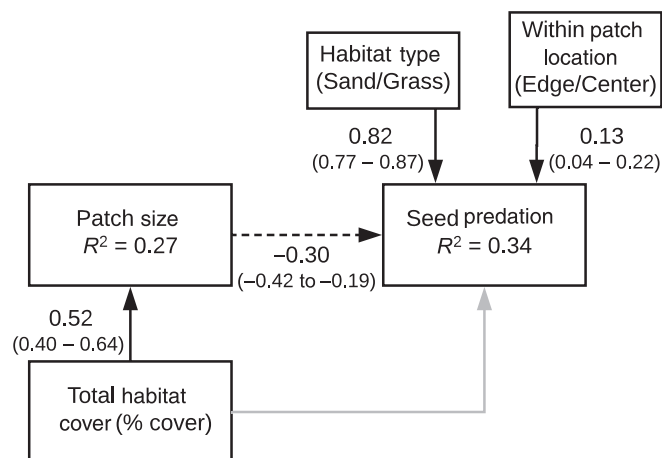 Habitat type
(Sand/Grass)
Within patch
location
(Edge/Center)
0.82
(0.77 – 0.87)
0.13
(0.04 – 0.22)
Patch size
R² = 0.27
Seed predation
R² = 0.34
–0.30
(–0.42 to –0.19)
0.52
(0.40 – 0.64)
Total habitat
cover (% cover)